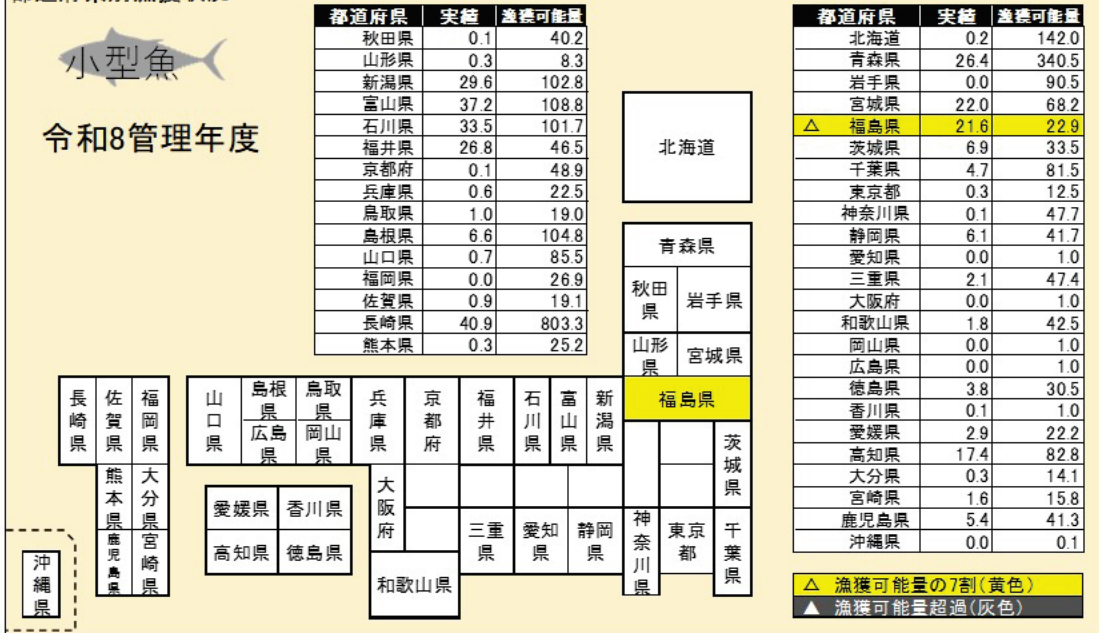 小型魚
令和8管理年度
都道府県 実績 漁獲可能量
秋田県 0.1 40.2
山形県 0.3 8.3
新潟県 29.6 102.8
富山県 37.2 108.8
石川県 33.5 101.7
福井県 26.8 46.5
京都府 0.1 48.9
兵庫県 0.6 22.5
鳥取県 1.0 19.0
島根県 6.6 104.8
山口県 0.7 85.5
福岡県 0.0 26.9
佐賀県 0.9 19.1
長崎県 40.9 803.3
熊本県 0.3 25.2
都道府県 実績 漁獲可能量
北海道 0.2 142.0
青森県 26.4 340.5
岩手県 0.0 90.5
宮城県 22.0 68.2
△ 福島県 21.6 22.9
茨城県 6.9 33.5
千葉県 4.7 81.5
東京都 0.3 12.5
神奈川県 0.1 47.7
静岡県 6.1 41.7
愛知県 0.0 1.0
三重県 2.1 47.4
大阪府 0.0 1.0
和歌山県 1.8 42.5
岡山県 0.0 1.0
広島県 0.0 1.0
徳島県 3.8 30.5
香川県 0.1 1.0
愛媛県 2.9 22.2
高知県 17.4 82.8
大分県 0.3 14.1
宮崎県 1.6 15.8
鹿児島県 5.4 41.3
沖縄県 0.0 0.1
北海道
青森県
秋田県
岩手県
山形県
宮城県
福島県
長崎県
佐賀県
福岡県
山口県
島根県
鳥取県
広島県
岡山県
兵庫県
京都府
福井県
石川県
富山県
新潟県
茨城県
熊本県
大分県
大阪府
愛媛県
香川県
高知県
徳島県
三重県
愛知県
静岡県
神奈川県
東京都
千葉県
鹿児島県
宮崎県
和歌山県
沖縄県
△ 漁獲可能量の7割(黄色)
▲ 漁獲可能量超過(灰色)